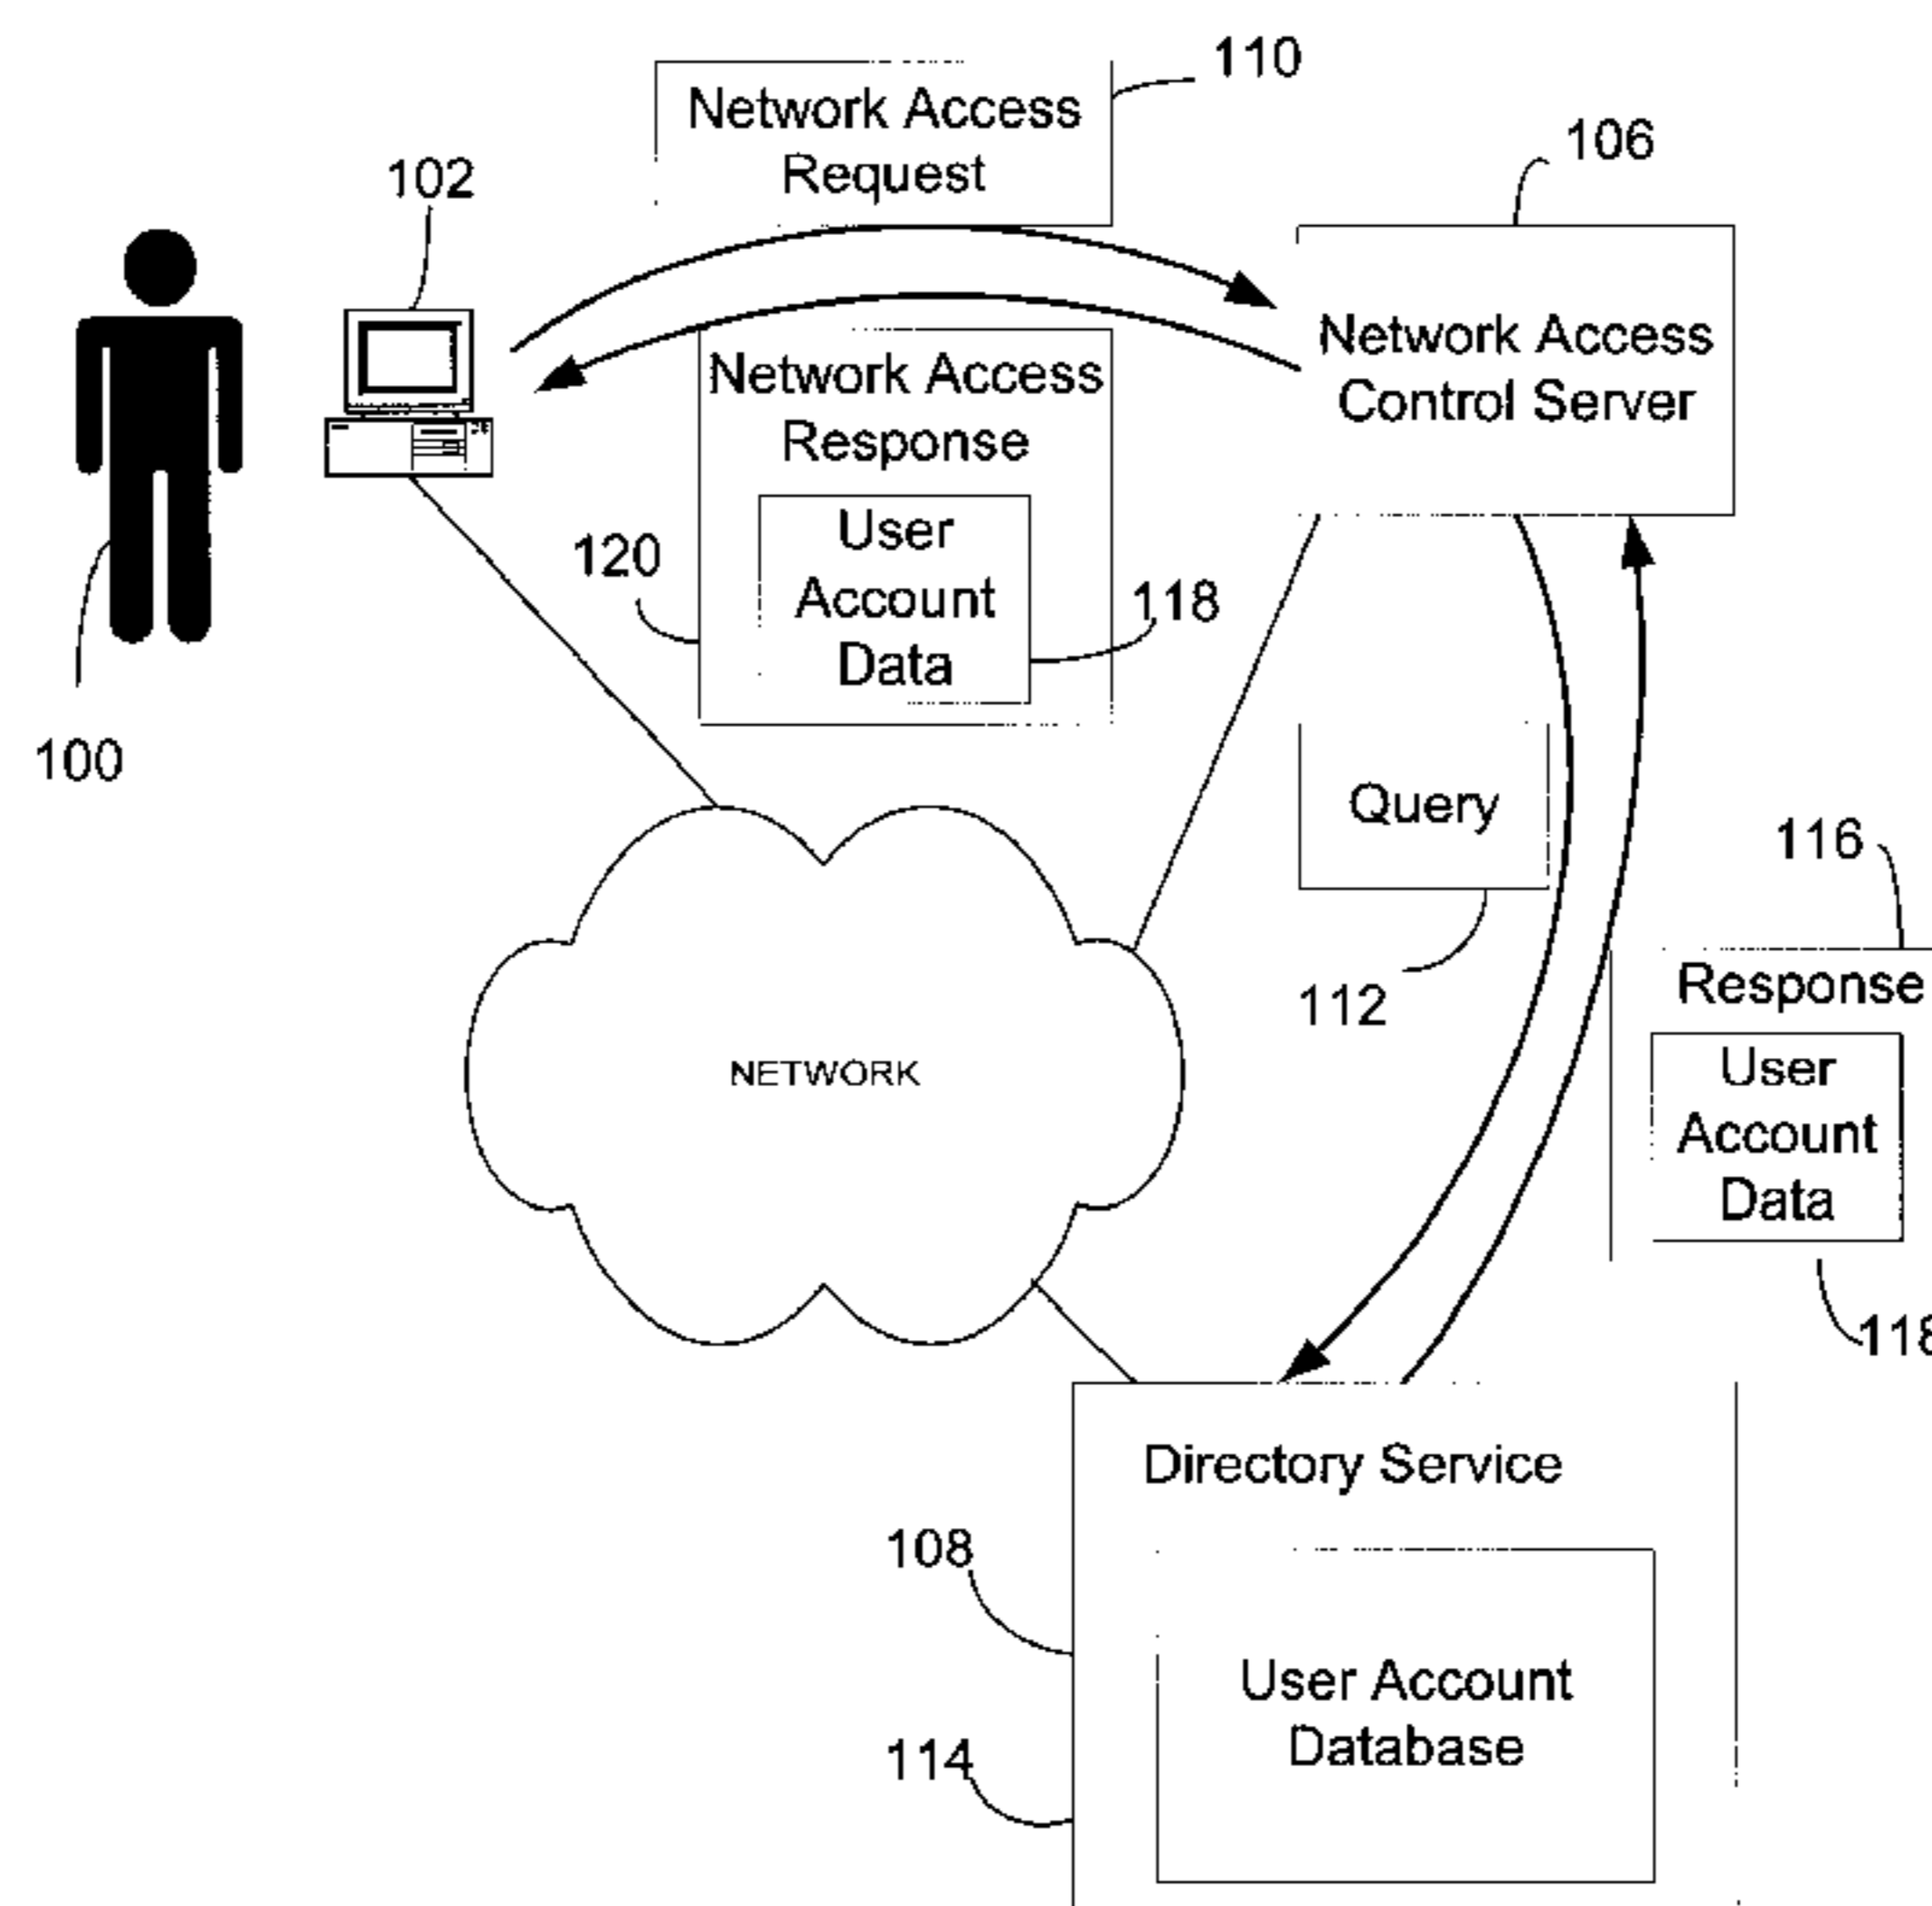 110
Network Access
Request
106
102
Network Access
Control Server
Network Access
Response
User
Account
Data
120
118
100
Query
116
112
Response
User
Account
Data
NETWORK
118
Directory Service
108
User Account
Database
114